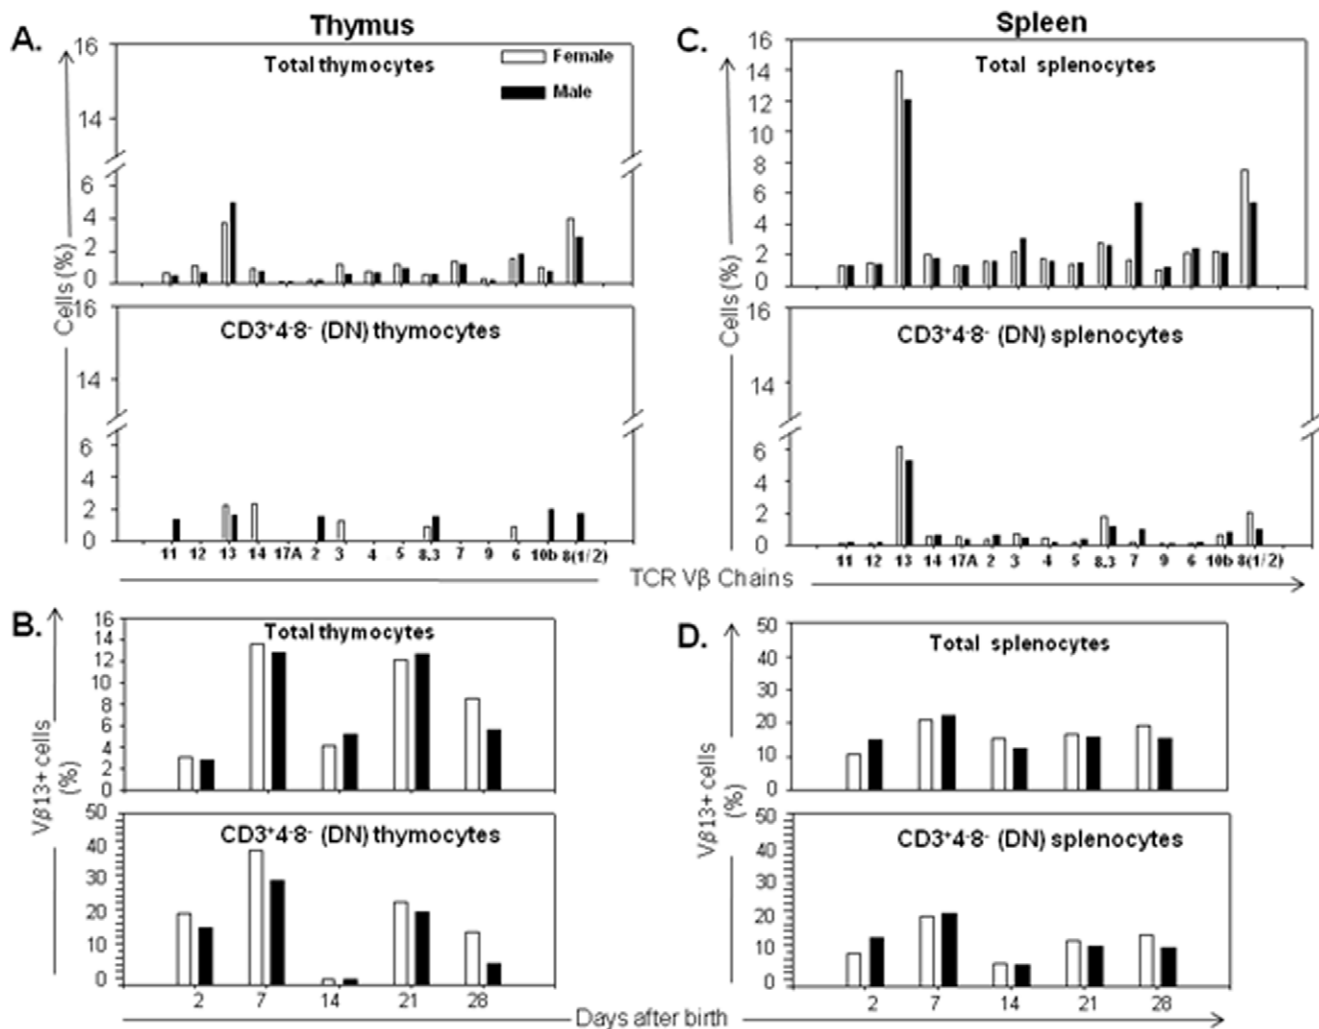 Thymus
A.
Total thymocytes
Female
Male
16
14
6
4
2
0
Cells (%)
CD3⁺4⁻8⁻ (DN) thymocytes
16
14
6
4
2
0
11 12 13 14 17A 2 3 4 5 8.3 7 9 6 10b 8(1/2)
Spleen
C.
Total splenocytes
16
14
12
10
8
6
4
2
0
Cells (%)
CD3⁺4⁻8⁻ (DN) splenocytes
16
14
6
4
2
0
11 12 13 14 17A 2 3 4 5 8.3 7 9 6 10b 8(1/2)
TCR Vβ Chains
B.
Total thymocytes
16
14
12
10
8
6
4
2
0
Vβ13+ cells
(%)
CD3⁺4⁻8⁻ (DN) thymocytes
50
40
30
20
10
0
2 7 14 21 28
D.
Total splenocytes
50
40
30
20
10
0
Vβ13+ cells
(%)
CD3⁺4⁻8⁻ (DN) splenocytes
50
40
30
20
10
0
2 7 14 21 28
Days after birth